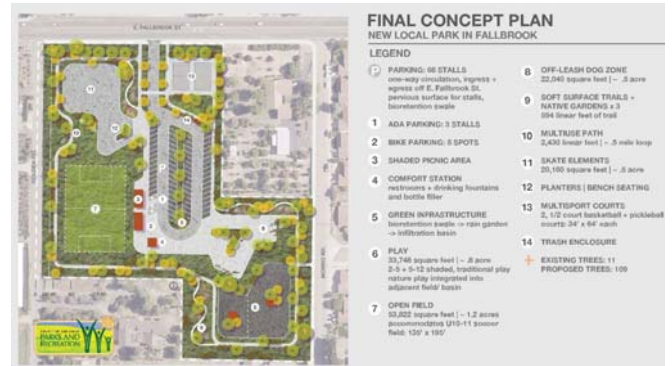 FINAL CONCEPT PLAN
NEW LOCAL PARK IN FALLBROOK
LEGEND
P PARKING: 66 STALLS
one-way circulation, ingress +
egress off E. Fallbrook St.
pervious surface for stalls,
bioretention swale
1 ADA PARKING: 3 STALLS
2 BIKE PARKING: 5 SPOTS
3 SHADED PICNIC AREA
4 COMFORT STATION
restrooms + drinking fountains
and bottle filler
5 GREEN INFRASTRUCTURE
bioretention swale -> rain garden
-> infiltration basin
6 PLAY
33,746 square feet | ~ .8 acre
2-5 + 5-12 shaded, traditional play
nature play integrated into
adjacent field/ basin
7 OPEN FIELD
53,822 square feet | ~ 1.2 acres
accommodates U10-11 soccer
field: 135' x 195'
8 OFF-LEASH DOG ZONE
22,045 square feet | ~ .5 acre
9 SOFT SURFACE TRAILS +
NATIVE GARDENS x 3
594 linear feet of trail
10 MULTIUSE PATH
2,430 linear feet | ~ .5 mile loop
11 SKATE ELEMENTS
20,160 square feet | ~ .5 acre
12 PLANTERS | BENCH SEATING
13 MULTISPORT COURTS
2, 1/2 court basketball + pickleball
courts: 34' x 64' each
14 TRASH ENCLOSURE
EXISTING TREES: 11
PROPOSED TREES: 109
E. FALLBROOK ST.
PARKS AND
RECREATION